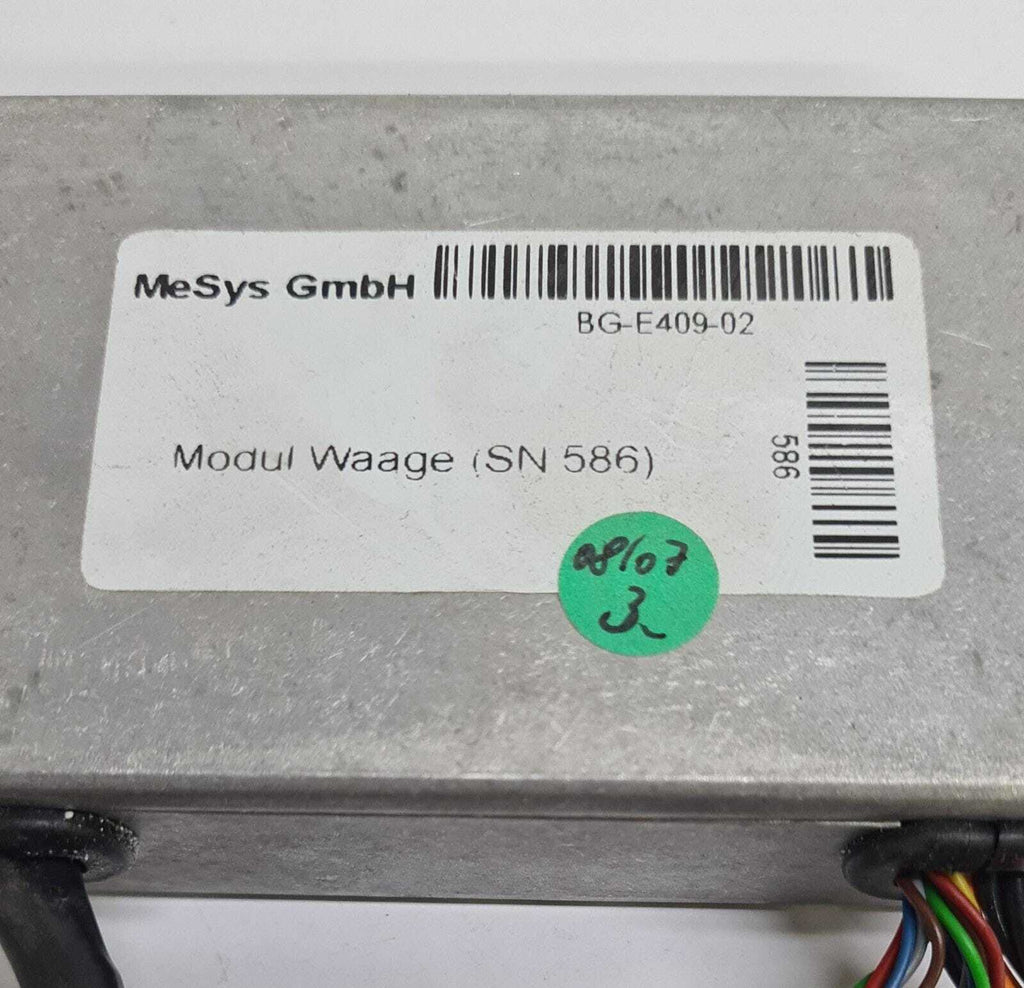 MeSys GmbH
BG-E409-02
Modul Waage (SN 586)
586
08/07
3